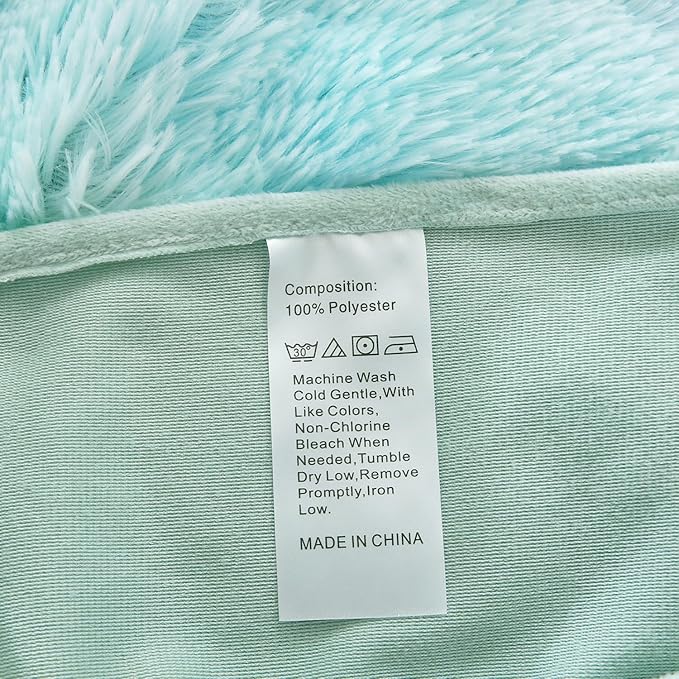 Composition:
100% Polyester
30°
Machine Wash
Cold Gentle,With
Like Colors,
Non-Chlorine
Bleach When
Needed,Tumble
Dry Low,Remove
Promptly,Iron
Low.
MADE IN CHINA